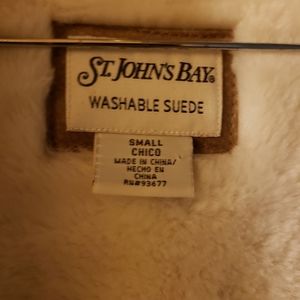 ST. JOHN'S BAY®
WASHABLE SUEDE
SMALL
CHICO
MADE IN CHINA/
HECHO EN
CHINA
RN#93677